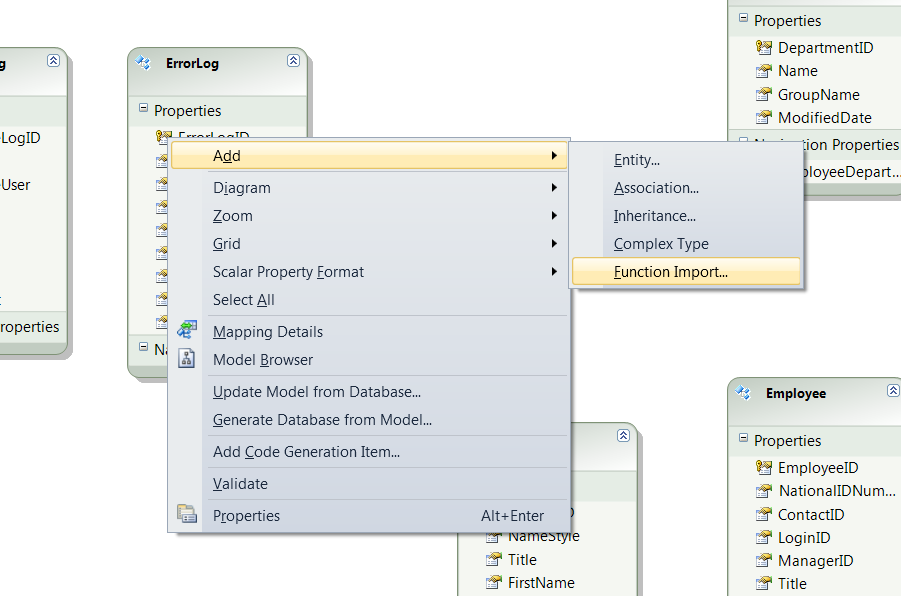 g
LogID
User
roperties
ErrorLog
Properties
ErrorLogID
Add
Diagram
Zoom
Grid
Scalar Property Format
Select All
Mapping Details
Model Browser
Update Model from Database...
Generate Database from Model...
Add Code Generation Item...
Validate
Properties Alt+Enter
Entity...
Association...
Inheritance...
Complex Type
Function Import...
Properties
DepartmentID
Name
GroupName
ModifiedDate
Navigation Properties
ployeeDepart...
NameStyle
Title
FirstName
Employee
Properties
EmployeeID
NationalIDNum...
ContactID
LoginID
ManagerID
Title